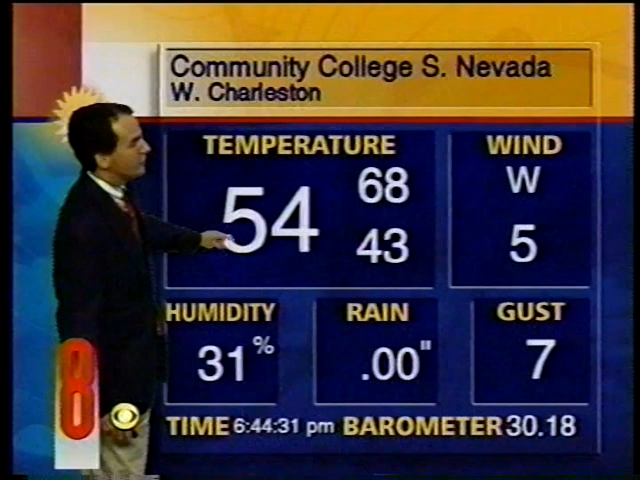 Community College S. Nevada
W. Charleston
TEMPERATURE
54
68
43
WIND
W
5
HUMIDITY
31%
RAIN
.00"
GUST
7
8
TIME 6:44:31 pm BAROMETER 30.18